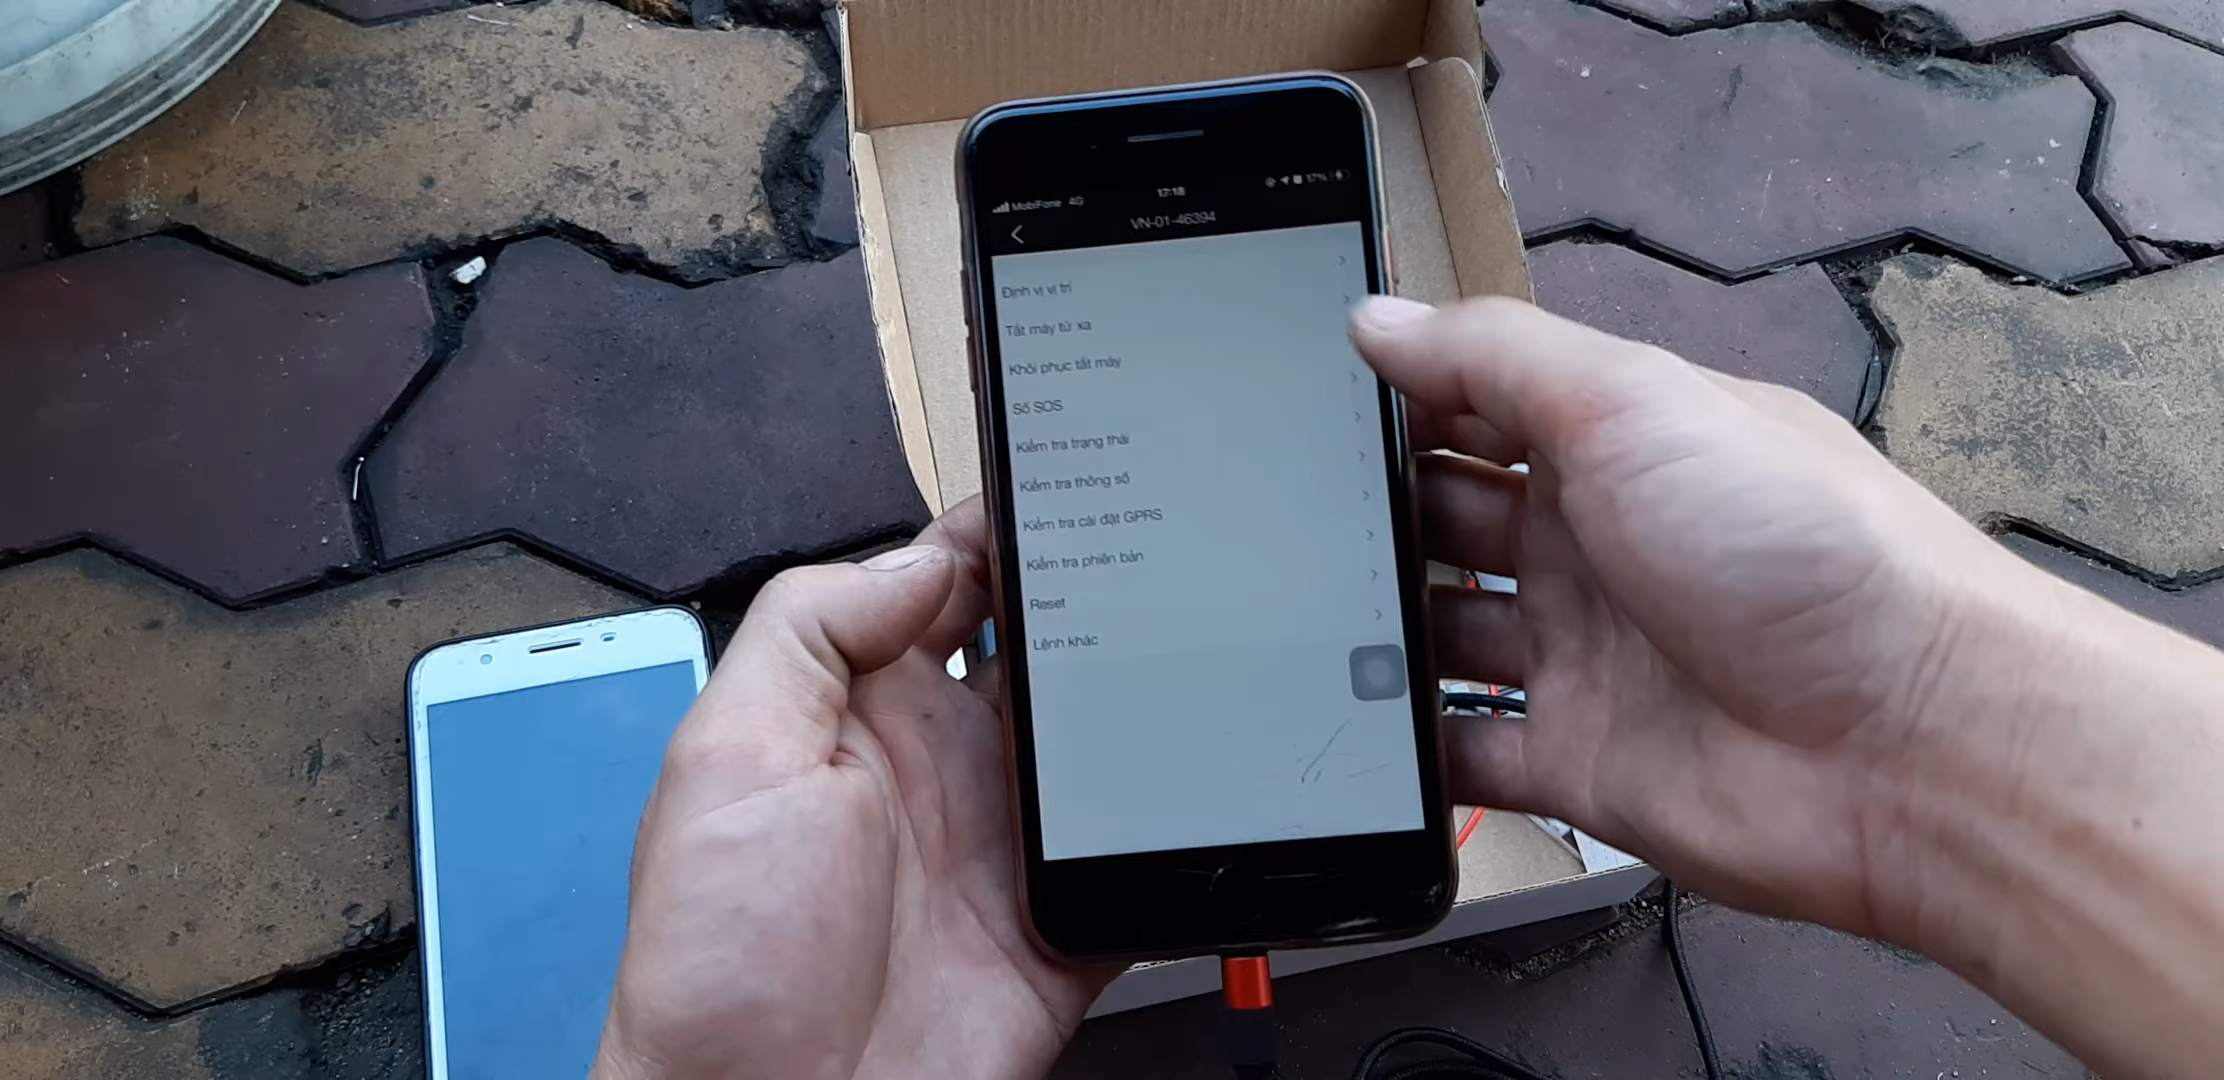 MobiFone 4G 17:18 17%
VN-01-46394
Định vị vị trí
Tắt máy từ xa
Khôi phục tắt máy
Số SOS
Kiểm tra trạng thái
Kiểm tra thông số
Kiểm tra cài đặt GPRS
Kiểm tra phiên bản
Reset
Lệnh khác